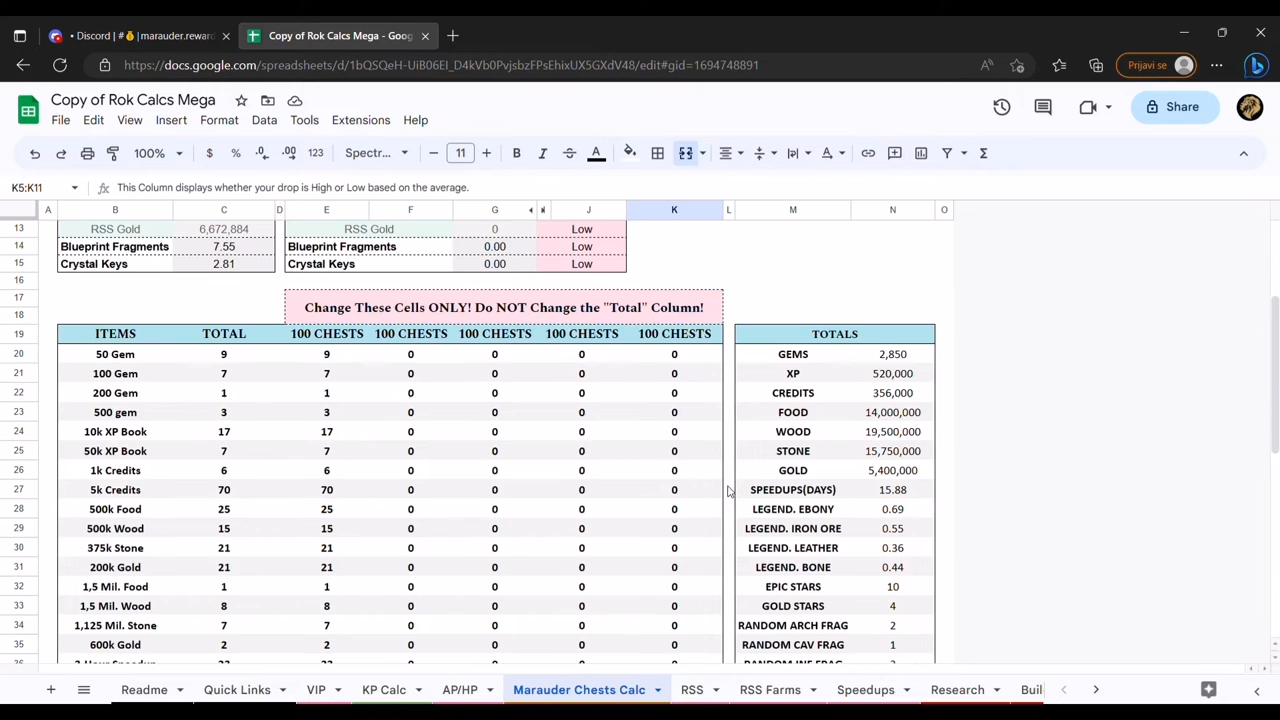 Discord | #💰 | marauder.rewar
Copy of Rok Calcs Mega - Goog
https://docs.google.com/spreadsheets/d/1bQSQeH-UiB06EI_D4kVb0PvjsbzFPsEhixUX5GXdV48/edit#gid=1694748891
Prijavi se
Copy of Rok Calcs Mega
Share
File Edit View Insert Format Data Tools Extensions Help
100% $ % .0 .00 123 Spectr... 11 B I A
K5:K11 fx This Column displays whether your drop is High or Low based on the average.
A B C D E F G J K L M N O
13 RSS Gold 6,672,884 RSS Gold 0 Low
14 Blueprint Fragments 7.55 Blueprint Fragments 0.00 Low
15 Crystal Keys 2.81 Crystal Keys 0.00 Low
16
17 Change These Cells ONLY! Do NOT Change the "Total" Column!
18
19 ITEMS TOTAL 100 CHESTS 100 CHESTS 100 CHESTS 100 CHESTS 100 CHESTS TOTALS
20 50 Gem 9 9 0 0 0 0 GEMS 2,850
21 100 Gem 7 7 0 0 0 0 XP 520,000
22 200 Gem 1 1 0 0 0 0 CREDITS 356,000
23 500 gem 3 3 0 0 0 0 FOOD 14,000,000
24 10k XP Book 17 17 0 0 0 0 WOOD 19,500,000
25 50k XP Book 7 7 0 0 0 0 STONE 15,750,000
26 1k Credits 6 6 0 0 0 0 GOLD 5,400,000
27 5k Credits 70 70 0 0 0 0 SPEEDUPS(DAYS) 15.88
28 500k Food 25 25 0 0 0 0 LEGEND. EBONY 0.69
29 500k Wood 15 15 0 0 0 0 LEGEND. IRON ORE 0.55
30 375k Stone 21 21 0 0 0 0 LEGEND. LEATHER 0.36
31 200k Gold 21 21 0 0 0 0 LEGEND. BONE 0.44
32 1,5 Mil. Food 1 1 0 0 0 0 EPIC STARS 10
33 1,5 Mil. Wood 8 8 0 0 0 0 GOLD STARS 4
34 1,125 Mil. Stone 7 7 0 0 0 0 RANDOM ARCH FRAG 2
35 600k Gold 2 2 0 0 0 0 RANDOM CAV FRAG 1
Readme Quick Links VIP KP Calc AP/HP Marauder Chests Calc RSS RSS Farms Speedups Research Buil